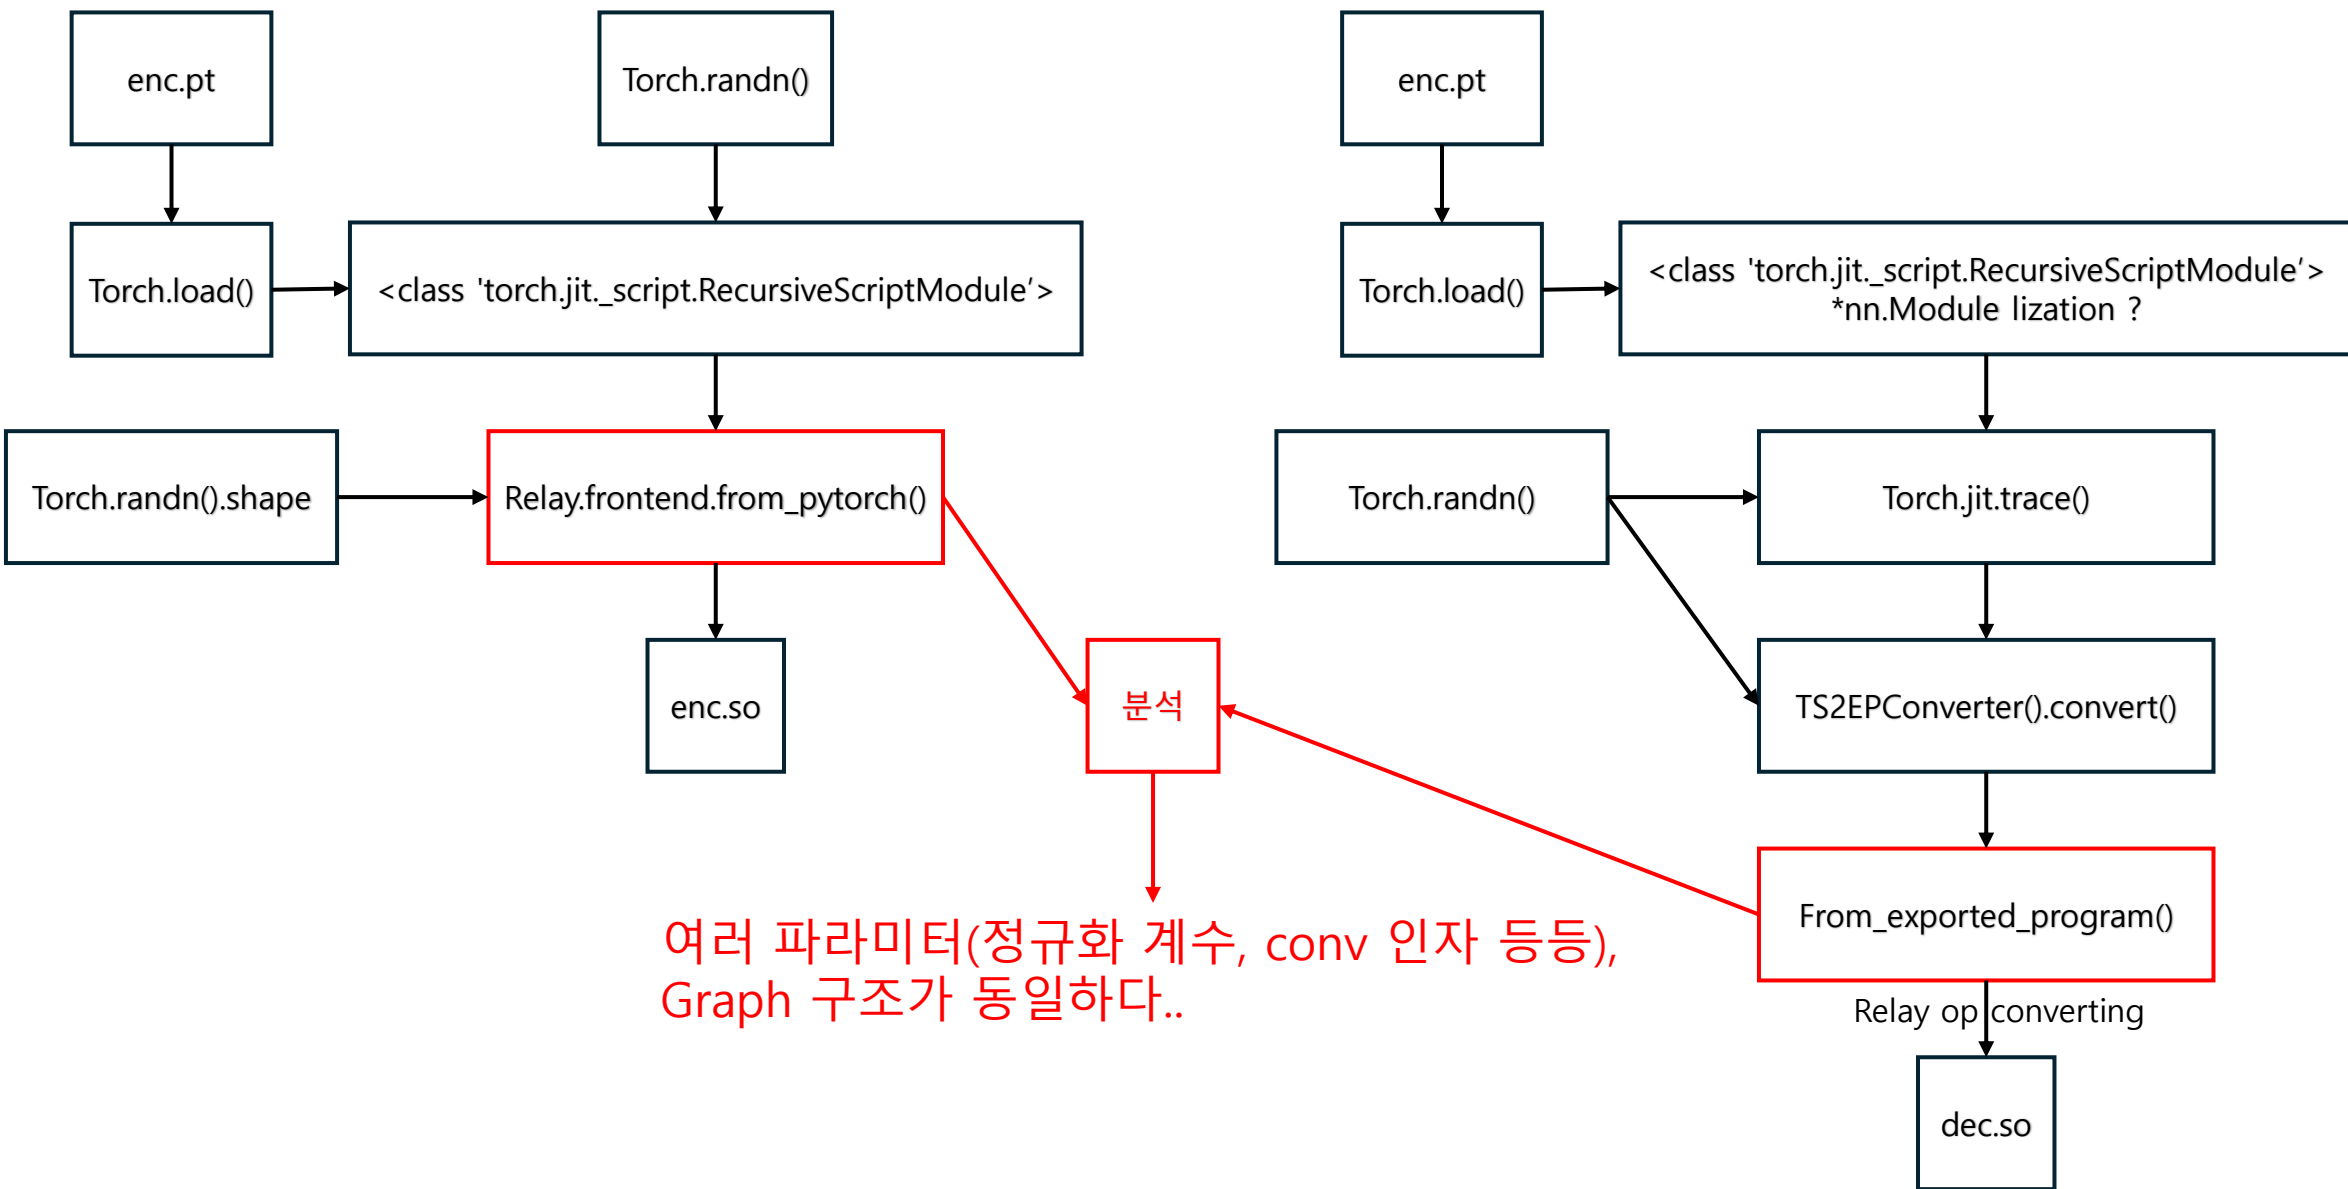 enc.pt
Torch.randn()
enc.pt
Torch.load()
<class 'torch.jit._script.RecursiveScriptModule’>
Torch.load()
<class 'torch.jit._script.RecursiveScriptModule’>
*nn.Module lization ?
Torch.randn().shape
Relay.frontend.from_pytorch()
Torch.randn()
Torch.jit.trace()
enc.so
분석
TS2EPConverter().convert()
여러 파라미터(정규화 계수, conv 인자 등등),
Graph 구조가 동일하다..
From_exported_program()
Relay op converting
dec.so